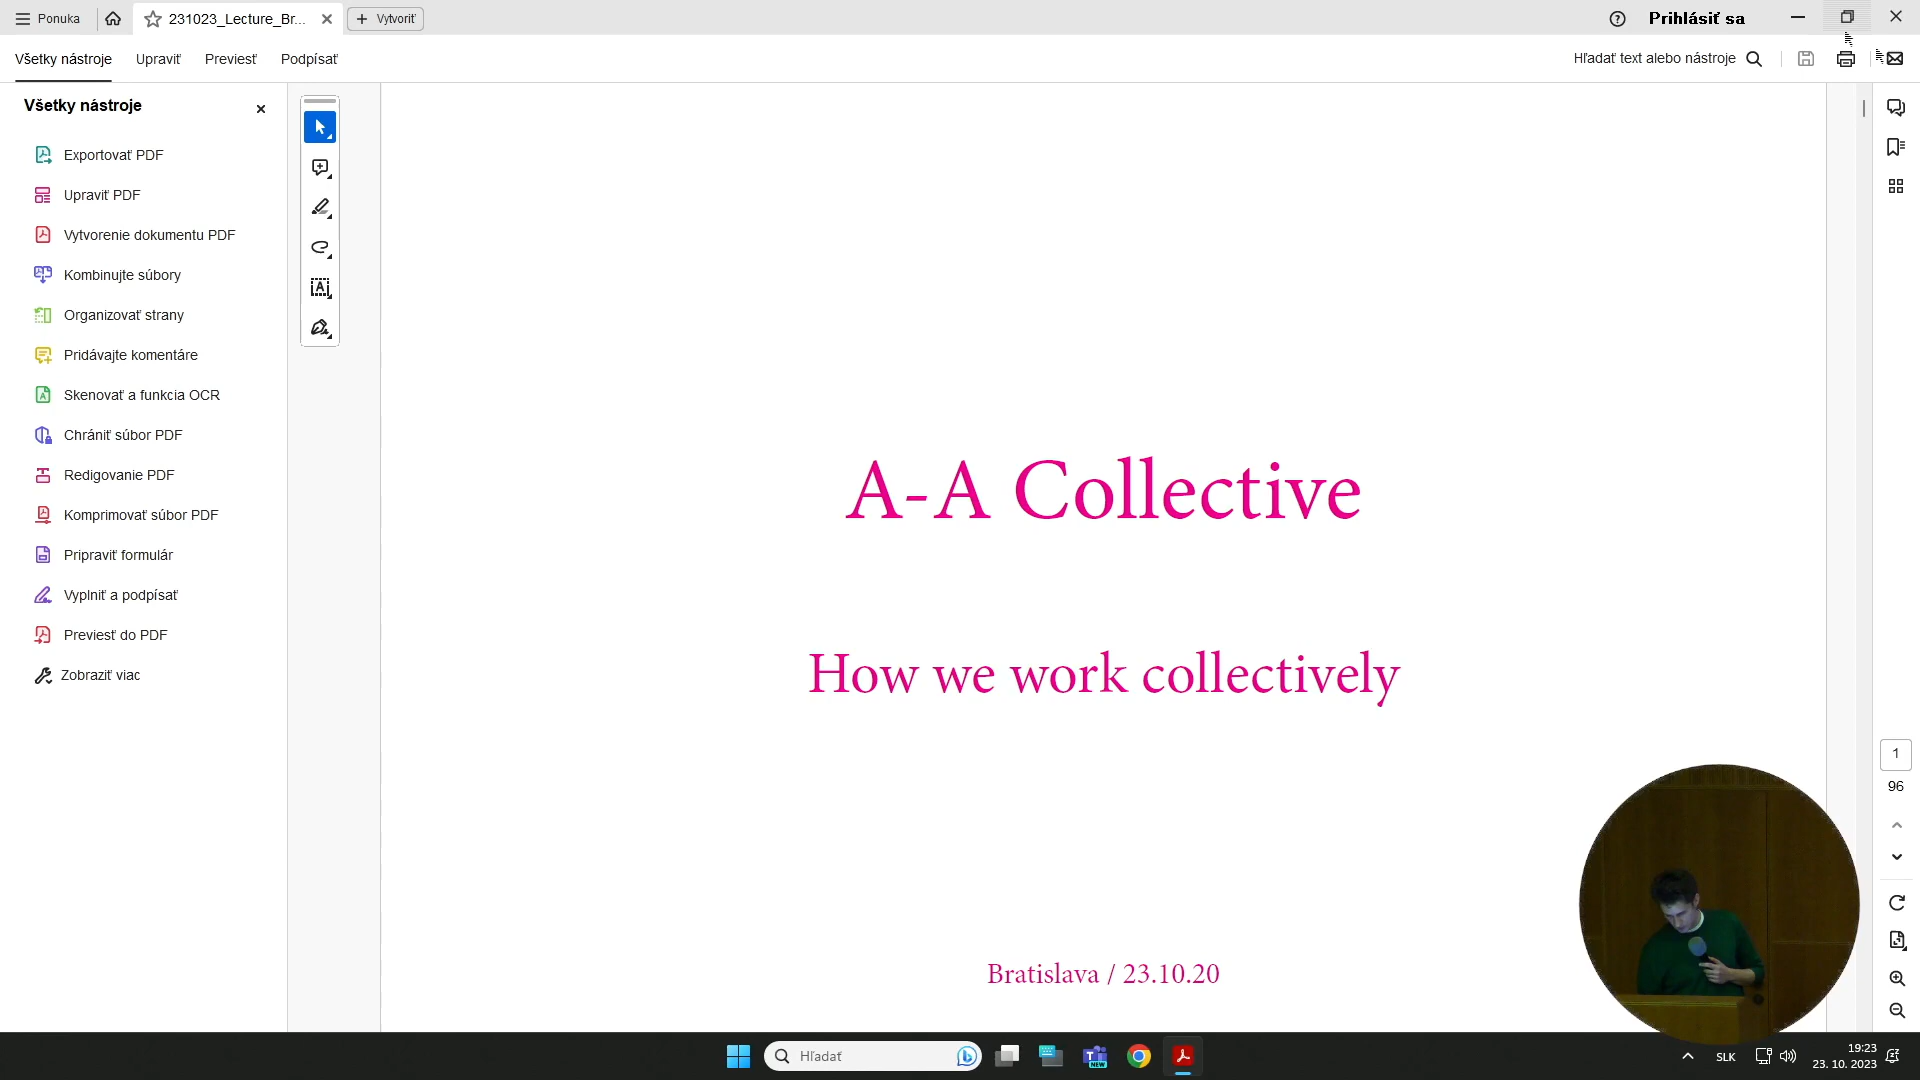 Ponuka
231023_Lecture_Br...
Vytvoriť
Prihlásiť sa
Všetky nástroje
Upraviť
Previesť
Podpísať
Hľadať text alebo nástroje
Všetky nástroje
Exportovať PDF
Upraviť PDF
Vytvorenie dokumentu PDF
Kombinujte súbory
Organizovať strany
Pridávajte komentáre
Skenovať a funkcia OCR
Chrániť súbor PDF
Redigovanie PDF
Komprimovať súbor PDF
Pripraviť formulár
Vyplniť a podpísať
Previesť do PDF
Zobraziť viac
A-A Collective
How we work collectively
Bratislava / 23.10.20
1
96
Hľadať
NEW
SLK
19:23
23. 10. 2023